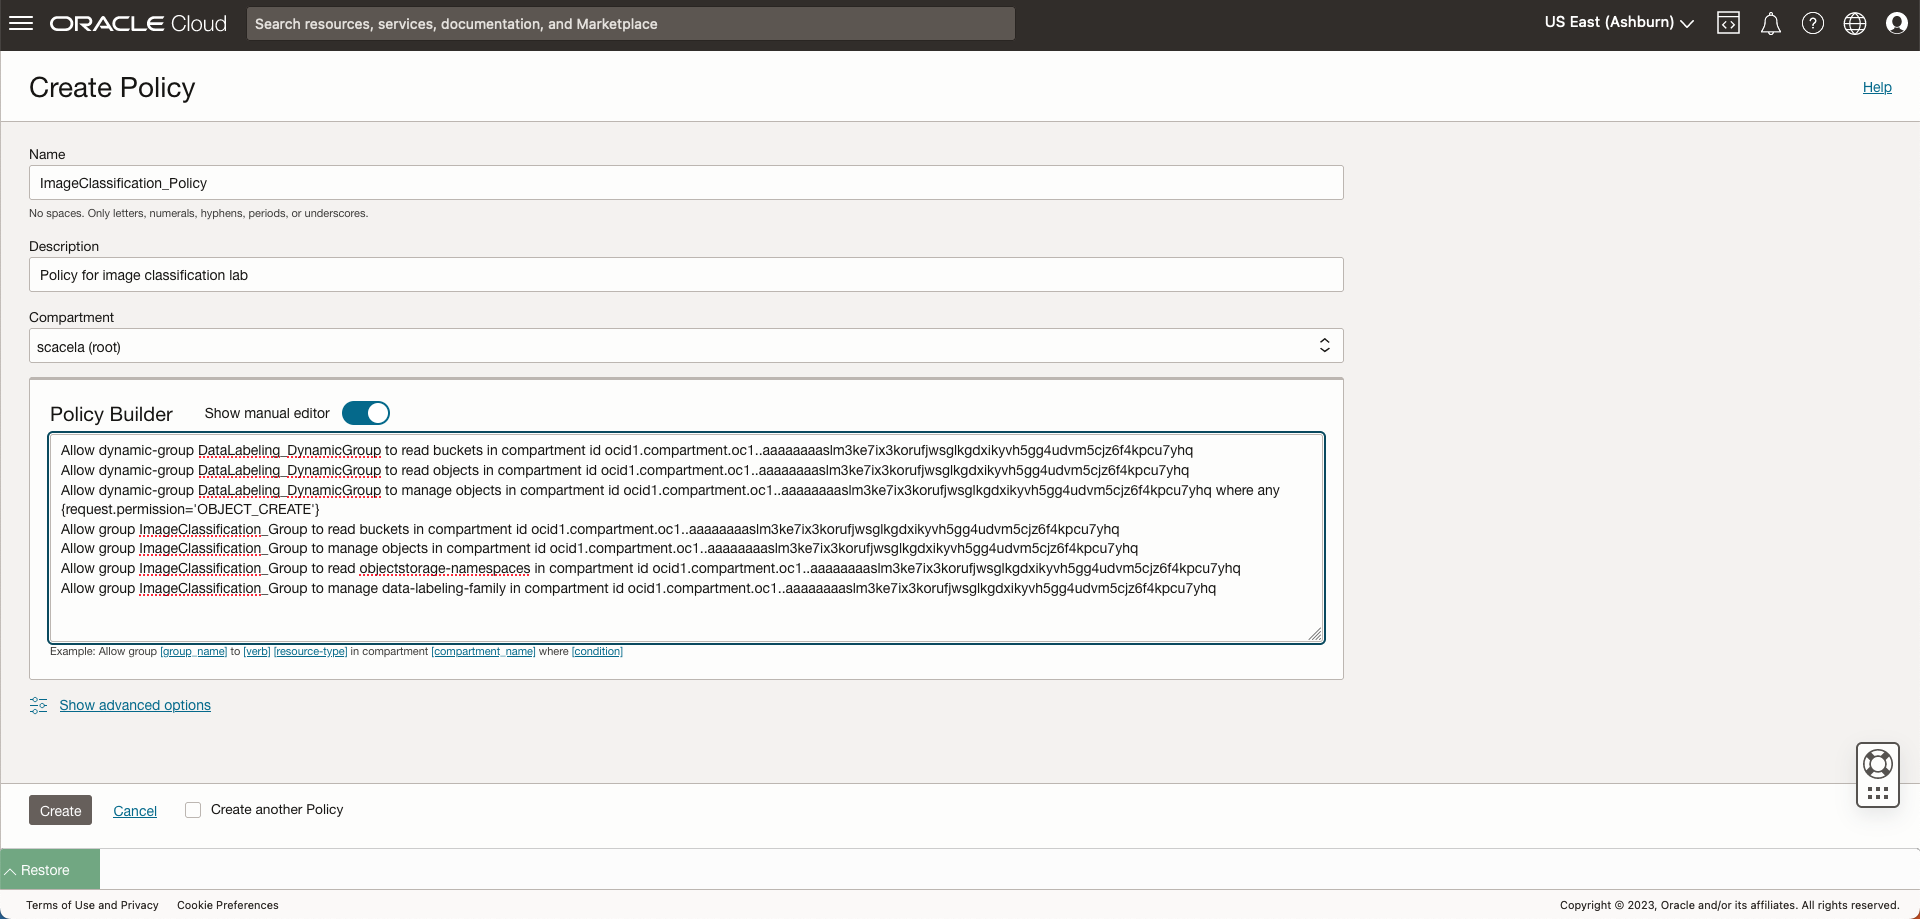 ORACLE Cloud
Search resources, services, documentation, and Marketplace
US East (Ashburn)
Create Policy
Help
Name
ImageClassification_Policy
No spaces. Only letters, numerals, hyphens, periods, or underscores.
Description
Policy for image classification lab
Compartment
scacela (root)
Policy Builder
Show manual editor
Allow dynamic-group DataLabeling_DynamicGroup to read buckets in compartment id ocid1.compartment.oc1..aaaaaaaaslm3ke7ix3korufjwsglkgdxikyvh5gg4udvm5cjz6f4kpcu7yhq
Allow dynamic-group DataLabeling_DynamicGroup to read objects in compartment id ocid1.compartment.oc1..aaaaaaaaslm3ke7ix3korufjwsglkgdxikyvh5gg4udvm5cjz6f4kpcu7yhq
Allow dynamic-group DataLabeling_DynamicGroup to manage objects in compartment id ocid1.compartment.oc1..aaaaaaaaslm3ke7ix3korufjwsglkgdxikyvh5gg4udvm5cjz6f4kpcu7yhq where any
{request.permission='OBJECT_CREATE'}
Allow group ImageClassification_Group to read buckets in compartment id ocid1.compartment.oc1..aaaaaaaaslm3ke7ix3korufjwsglkgdxikyvh5gg4udvm5cjz6f4kpcu7yhq
Allow group ImageClassification_Group to manage objects in compartment id ocid1.compartment.oc1..aaaaaaaaslm3ke7ix3korufjwsglkgdxikyvh5gg4udvm5cjz6f4kpcu7yhq
Allow group ImageClassification_Group to read objectstorage-namespaces in compartment id ocid1.compartment.oc1..aaaaaaaaslm3ke7ix3korufjwsglkgdxikyvh5gg4udvm5cjz6f4kpcu7yhq
Allow group ImageClassification_Group to manage data-labeling-family in compartment id ocid1.compartment.oc1..aaaaaaaaslm3ke7ix3korufjwsglkgdxikyvh5gg4udvm5cjz6f4kpcu7yhq
Example: Allow group [group_name] to [verb] [resource-type] in compartment [compartment_name] where [condition]
Show advanced options
Create
Cancel
Create another Policy
Restore
Terms of Use and Privacy
Cookie Preferences
Copyright © 2023, Oracle and/or its affiliates. All rights reserved.